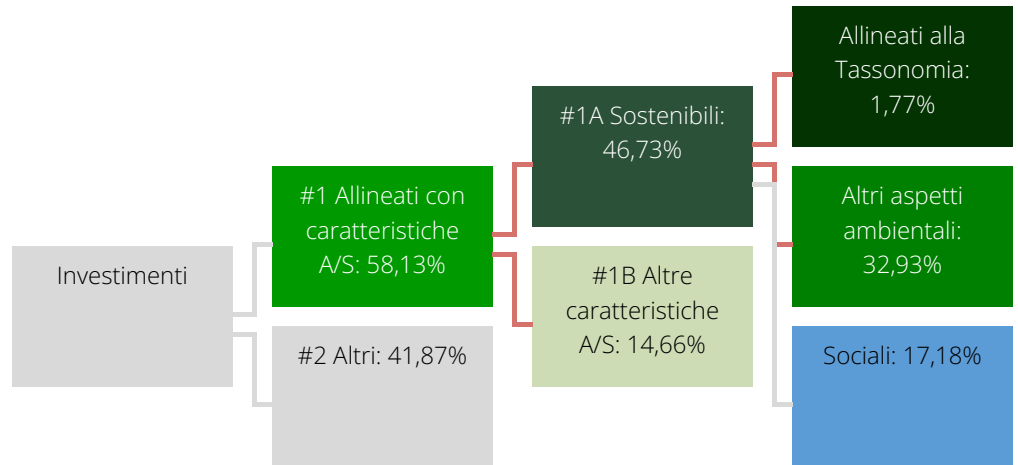 Investimenti
#1 Allineati con
caratteristiche
A/S: 58,13%
#2 Altri: 41,87%
#1A Sostenibili:
46,73%
#1B Altre
caratteristiche
A/S: 14,66%
Allineati alla
Tassonomia:
1,77%
Altri aspetti
ambientali:
32,93%
Sociali: 17,18%